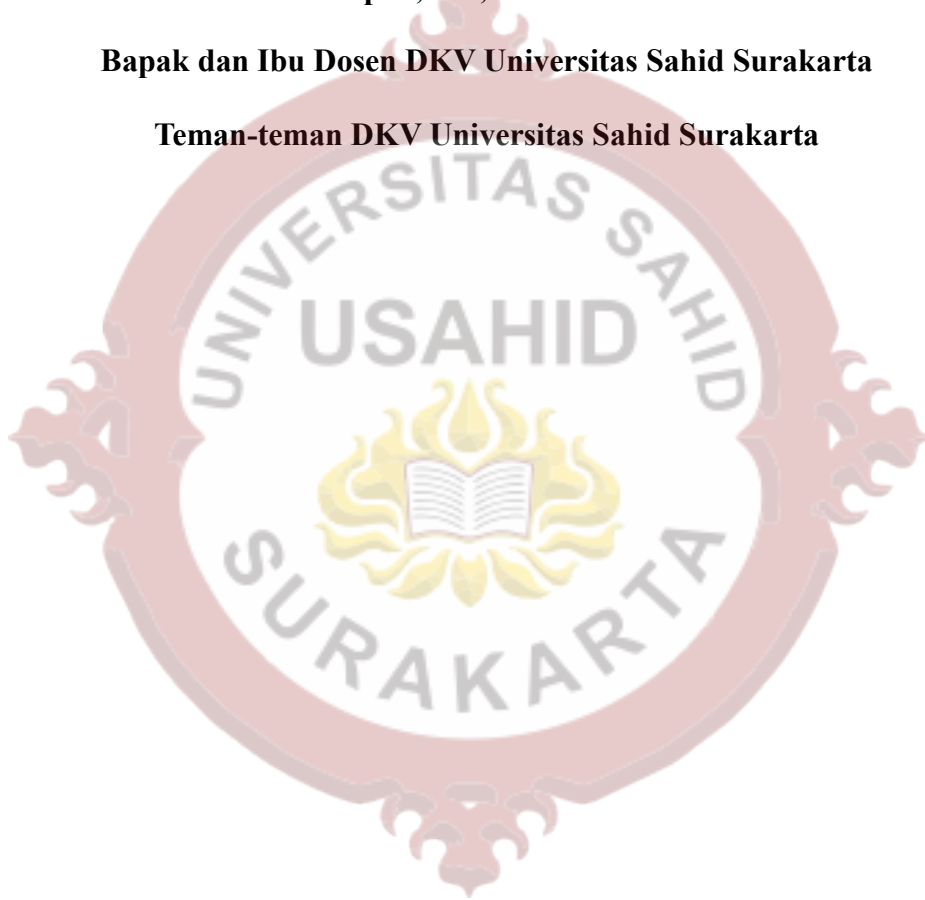 Bapak dan Ibu Dosen DKV Universitas Sahid Surakarta
Teman-teman DKV Universitas Sahid Surakarta
UNIVERSITAS SAHID
USAHID
SURAKARTA